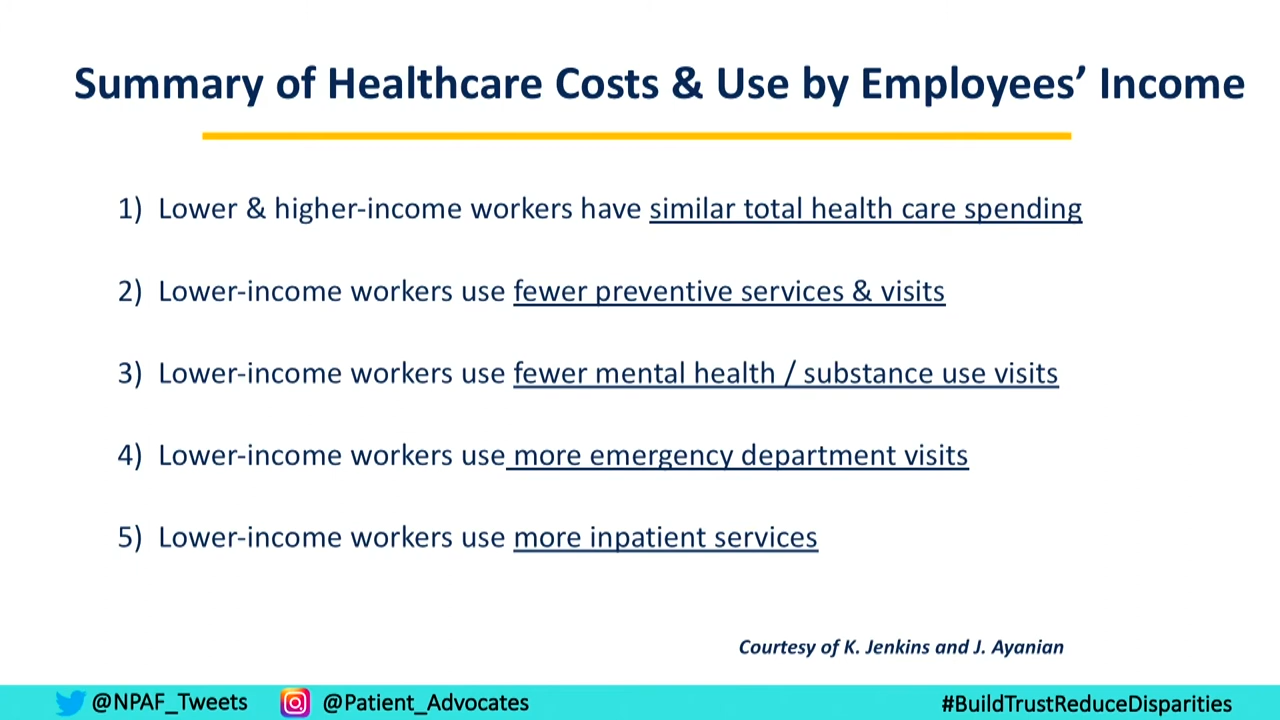 Summary of Healthcare Costs & Use by Employees’ Income
1) Lower & higher-income workers have similar total health care spending
2) Lower-income workers use fewer preventive services & visits
3) Lower-income workers use fewer mental health / substance use visits
4) Lower-income workers use more emergency department visits
5) Lower-income workers use more inpatient services
Courtesy of K. Jenkins and J. Ayanian
@NPAF_Tweets @Patient_Advocates #BuildTrustReduceDisparities